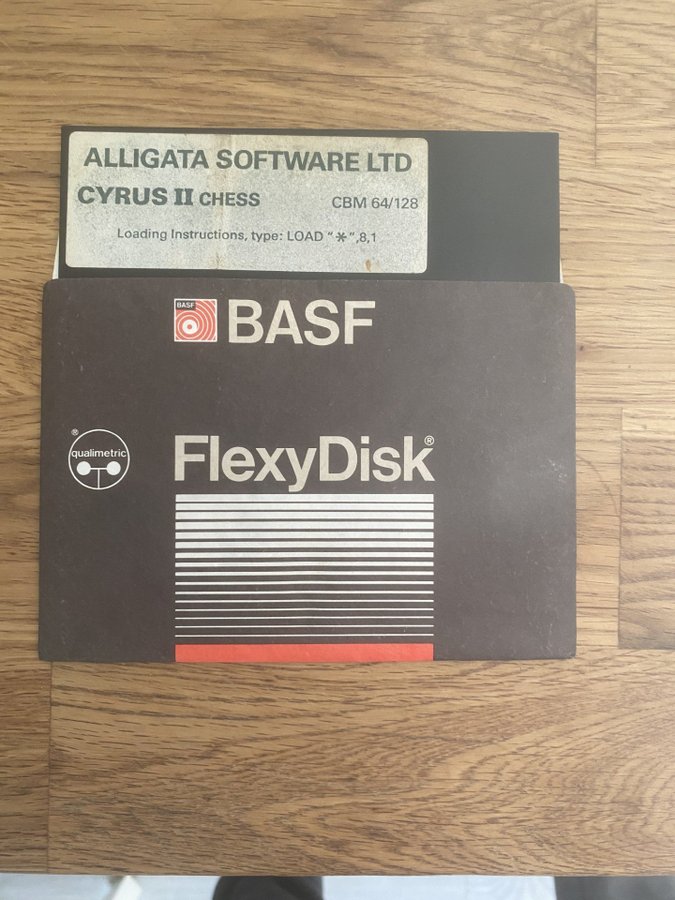 ALLIGATA SOFTWARE LTD
CYRUS II CHESS CBM 64/128
Loading Instructions, type: LOAD "*",8,1
BASF BASF
® qualimetric
FlexyDisk®